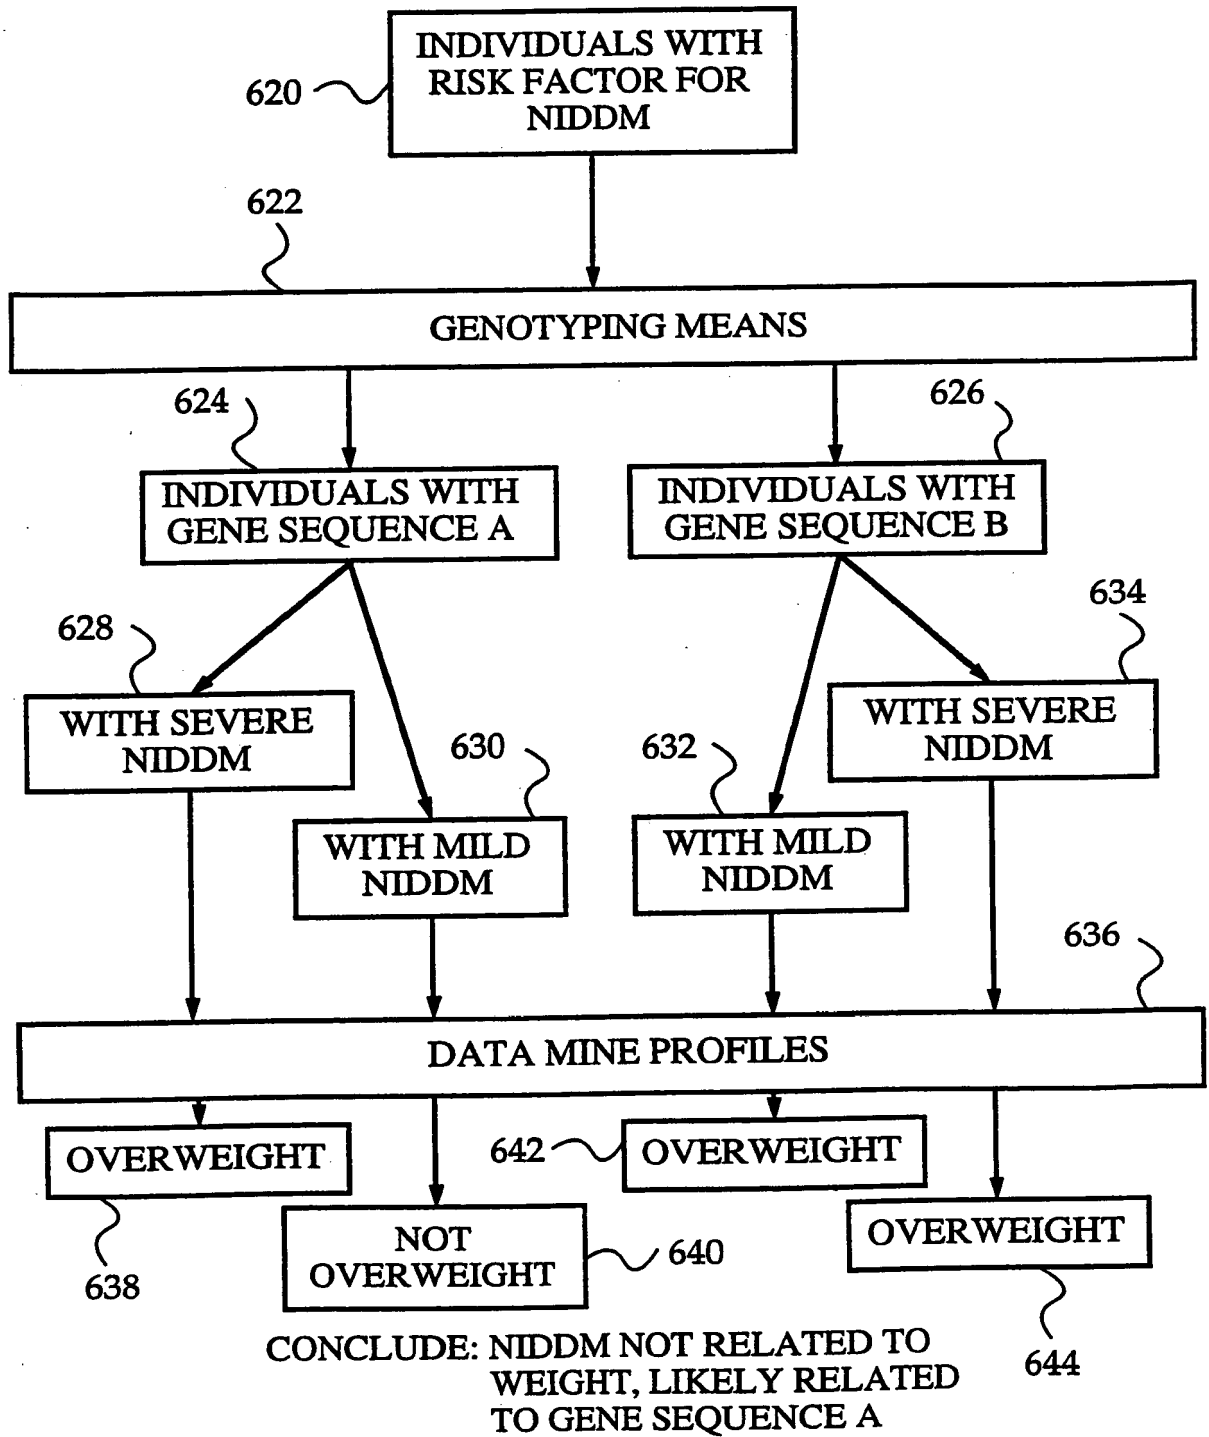 INDIVIDUALS WITH
RISK FACTOR FOR
NIDDM
620
622
GENOTYPING MEANS
624
626
INDIVIDUALS WITH
GENE SEQUENCE A
INDIVIDUALS WITH
GENE SEQUENCE B
628
634
WITH SEVERE
NIDDM
WITH SEVERE
NIDDM
630
632
WITH MILD
NIDDM
WITH MILD
NIDDM
636
DATA MINE PROFILES
OVERWEIGHT
642
OVERWEIGHT
638
NOT
OVERWEIGHT
640
OVERWEIGHT
644
CONCLUDE: NIDDM NOT RELATED TO
WEIGHT, LIKELY RELATED
TO GENE SEQUENCE A